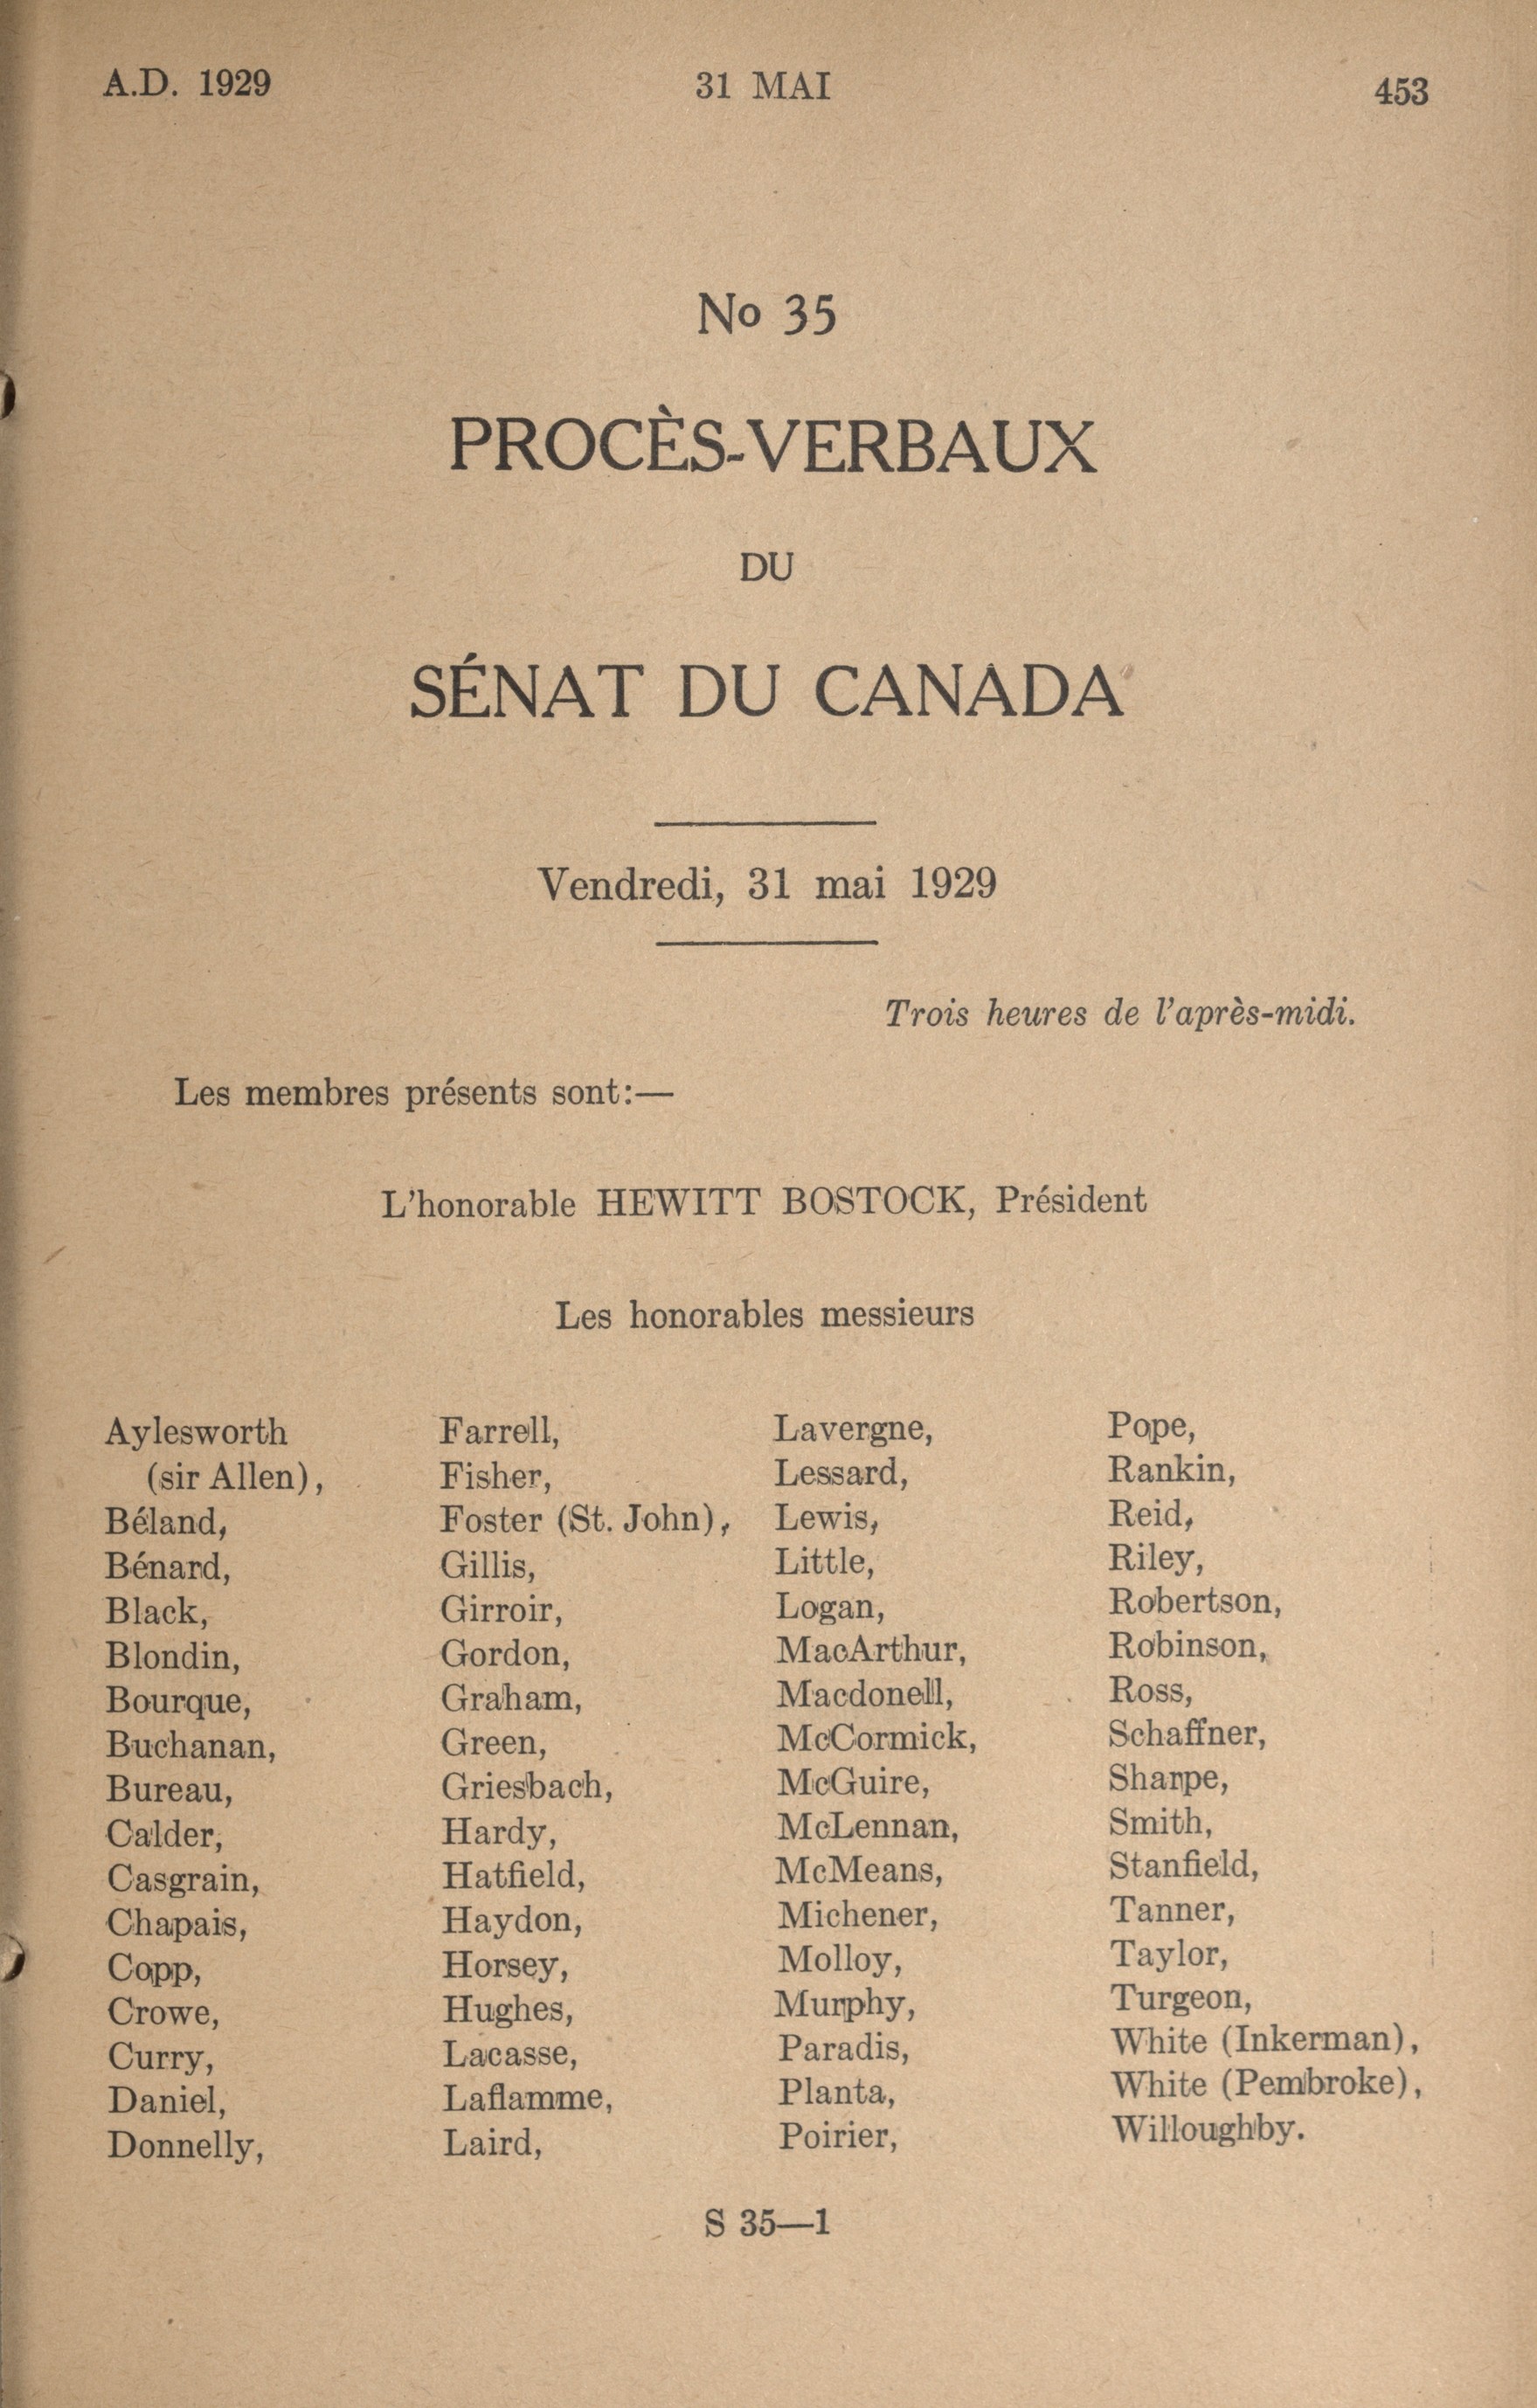 A.D. 1929
31 MAI
453
No 35
PROCÈS-VERBAUX
DU
SÉNAT DU CANADA
Vendredi, 31 mai 1929
Trois heures de l'après-midi.
Les membres présents sont:—
L'honorable HEWITT BOSTOCK, Président
Les honorables messieurs
Aylesworth
(sir Allen),
Béland,
Bénard,
Black,
Blondin,
Bourque,
Buchanan,
Bureau,
Calder,
Casgrain,
Chapais,
Copp,
Crowe,
Curry,
Daniel,
Donnelly,
Farrell,
Fisher,
Foster (St. John),
Gillis,
Girroir,
Gordon,
Graham,
Green,
Griesbach,
Hardy,
Hatfield,
Haydon,
Horsey,
Hughes,
Lacasse,
Laflamme,
Laird,
Lavergne,
Lessard,
Lewis,
Little,
Logan,
MacArthur,
Macdonell,
McCormick,
McGuire,
McLennan,
McMeans,
Michener,
Molloy,
Murphy,
Paradis,
Planta,
Poirier,
Pope,
Rankin,
Reid,
Riley,
Robertson,
Robinson,
Ross,
Schaffner,
Sharpe,
Smith,
Stanfield,
Tanner,
Taylor,
Turgeon,
White (Inkerman),
White (Pembroke),
Willoughby.
S 35—1